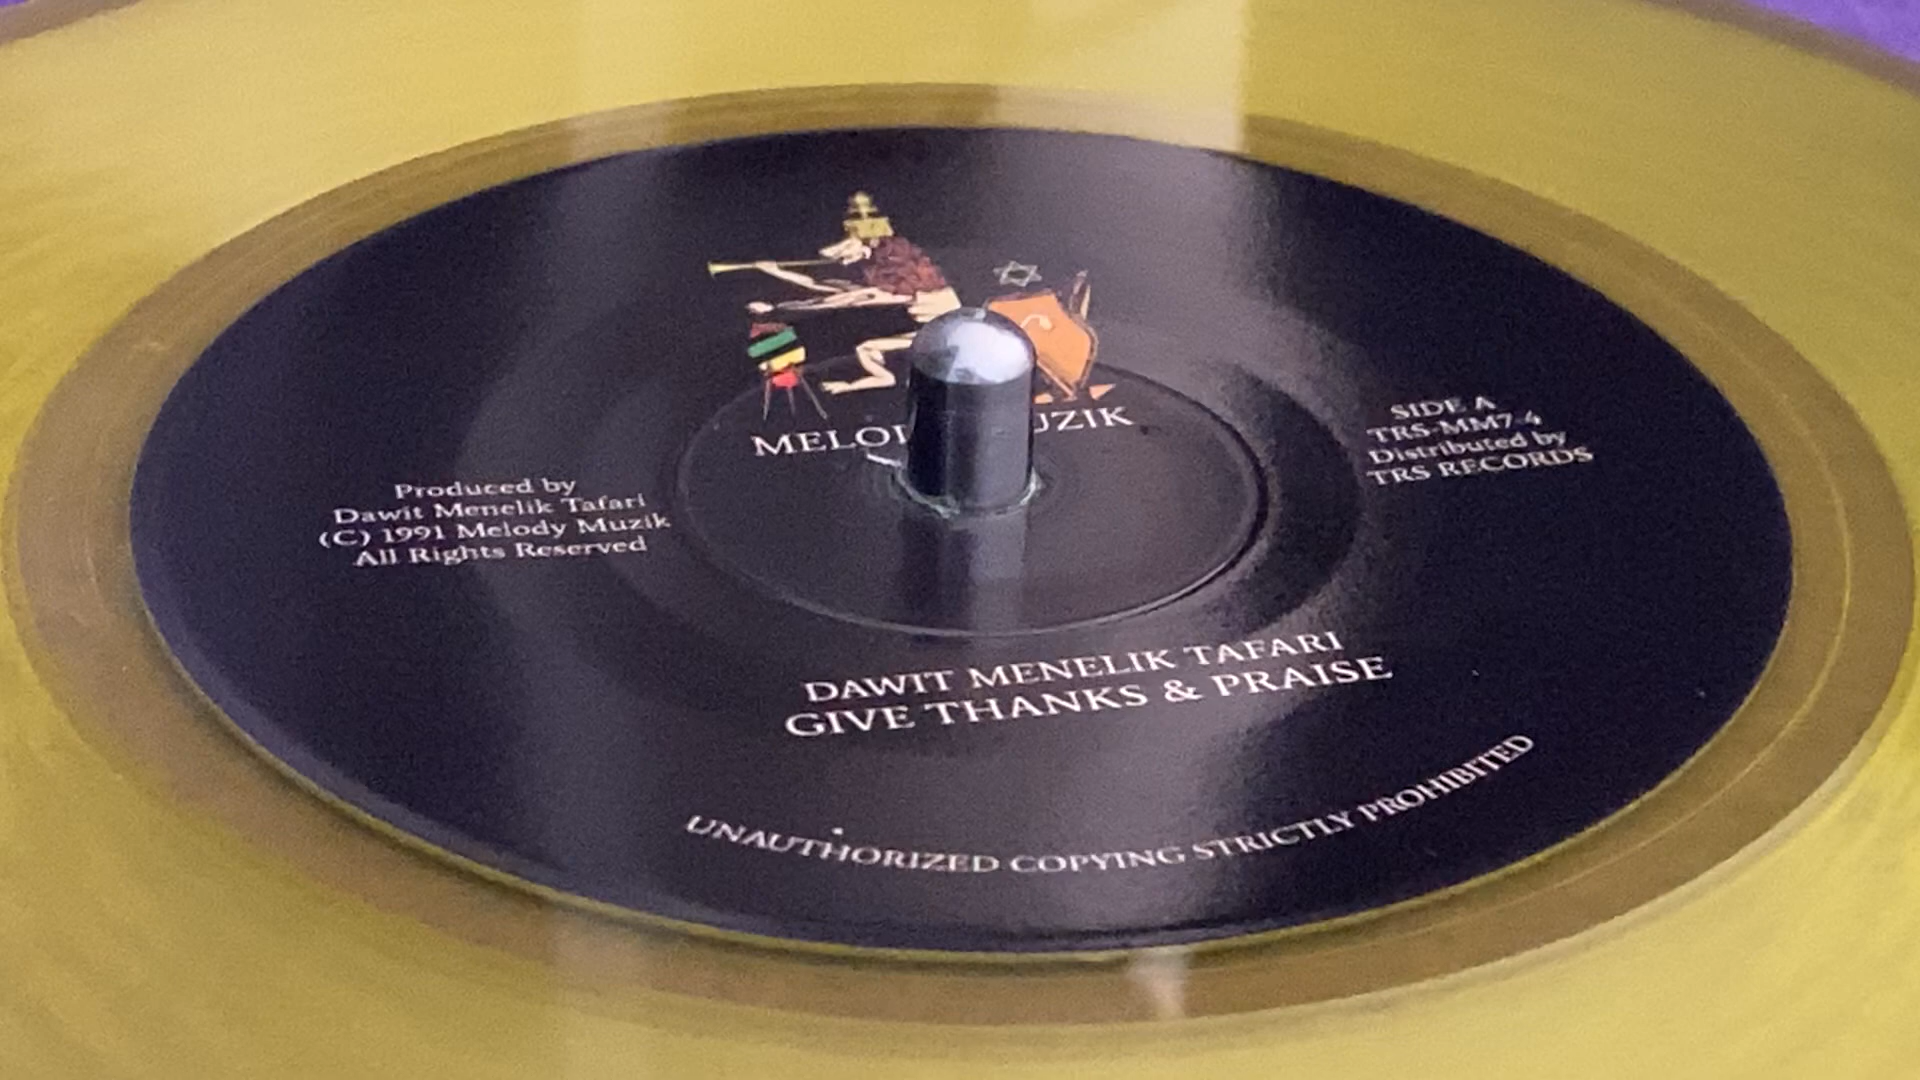 MELO UZIK
Produced by
Dawit Menelik Tafari
(C) 1991 Melody Muzik
All Rights Reserved
SIDE A
TRS-MM7-4
Distributed by
TRS RECORDS
DAWIT MENELIK TAFARI
GIVE THANKS & PRAISE
UNAUTHORIZED COPYING STRICTLY PROHIBITED